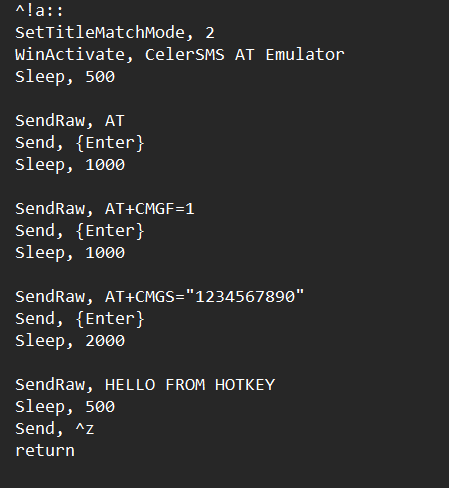 ^!a::
SetTitleMatchMode, 2
WinActivate, CelerSMS AT Emulator
Sleep, 500
SendRaw, AT
Send, {Enter}
Sleep, 1000
SendRaw, AT+CMGF=1
Send, {Enter}
Sleep, 1000
SendRaw, AT+CMGS="1234567890"
Send, {Enter}
Sleep, 2000
SendRaw, HELLO FROM HOTKEY
Sleep, 500
Send, ^z
return